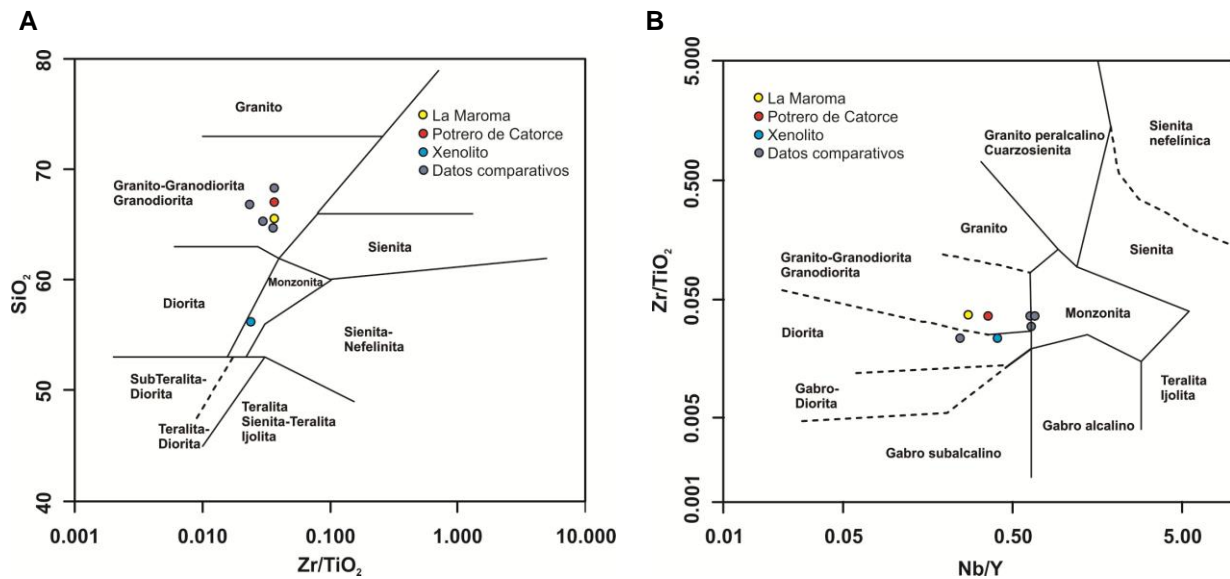 A
80
70
60
50
40
SiO2
Granito
La Maroma
Potrero de Catorce
Xenolito
Datos comparativos
Granito-Granodiorita
Granodiorita
Sienita
Monzonita
Diorita
Sienita-
Nefelinita
SubTeralita-
Diorita
Teralita-
Diorita
Teralita
Sienita-Teralita
Ijolita
0.001
0.010
0.100
1.000
10.000
Zr/TiO2
B
5.000
0.500
0.050
0.005
0.001
Zr/TiO2
La Maroma
Potrero de Catorce
Xenolito
Datos comparativos
Granito peralcalino
Cuarzosienita
Sienita
nefelínica
Granito
Sienita
Granito-Granodiorita
Granodiorita
Monzonita
Diorita
Gabro-
Diorita
Teralita
Ijolita
Gabro alcalino
Gabro subalcalino
0.01
0.05
0.50
5.00
Nb/Y